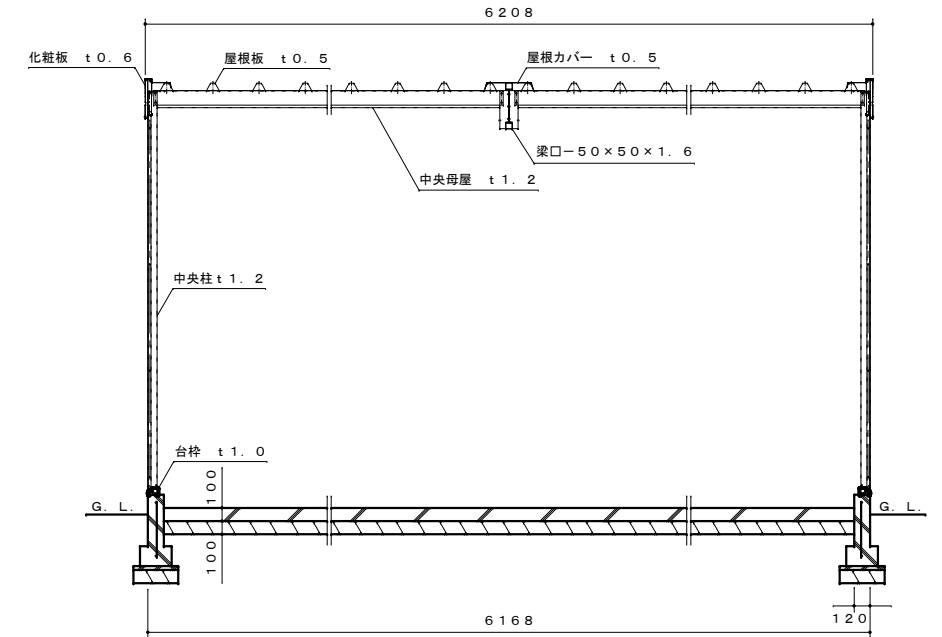 6208
化粧板 t0.6
屋根板 t0.5
屋根カバー t0.5
梁口−50×50×1.6
中央母屋 t1.2
中央柱t1.2
台枠 t1.0
100
G.L.
G.L.
100
120
6168